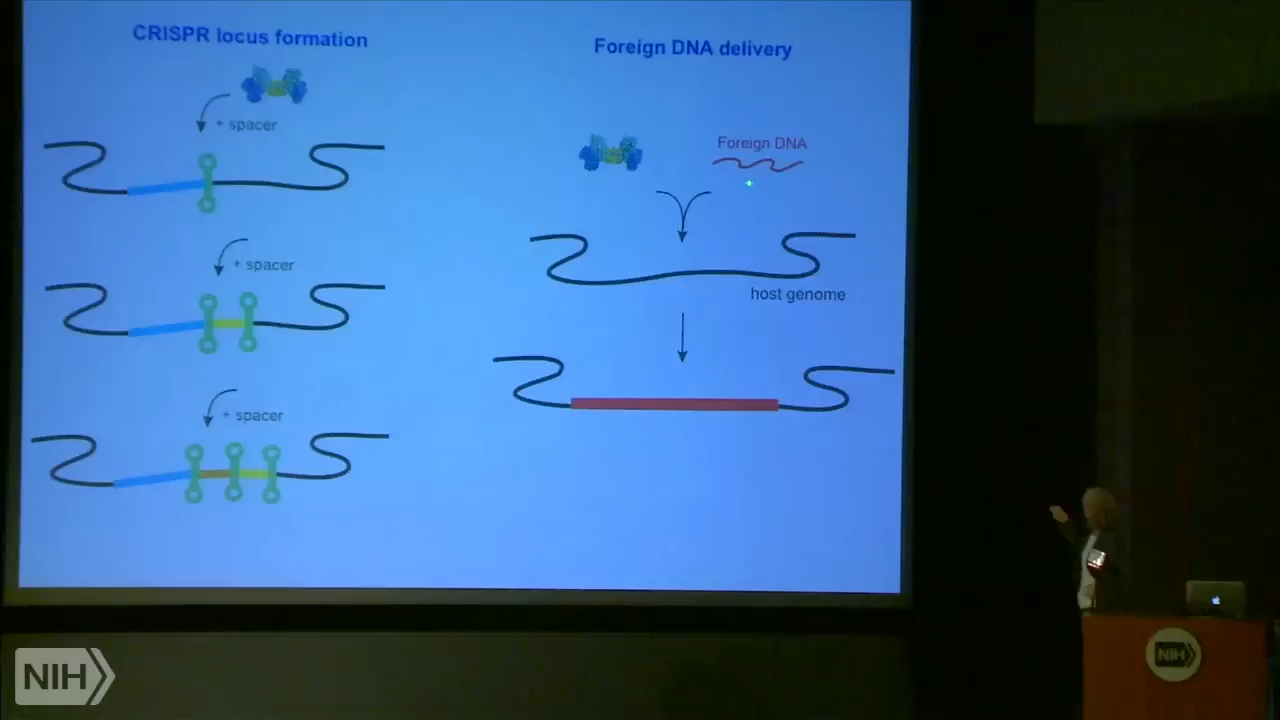 CRISPR locus formation
+ spacer
+ spacer
+ spacer
Foreign DNA delivery
Foreign DNA
host genome
NIH
NIH